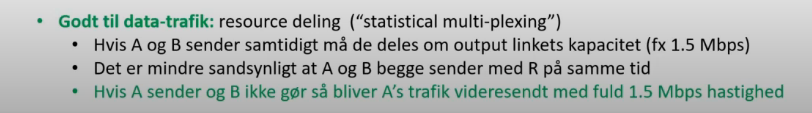 • Godt til data-trafik: resource deling ("statistical multi-plexing")
• Hvis A og B sender samtidigt må de deles om output linkets kapacitet (fx 1.5 Mbps)
• Det er mindre sandsynligt at A og B begge sender med R på samme tid
• Hvis A sender og B ikke gør så bliver A's trafik videresendt med fuld 1.5 Mbps hastighed